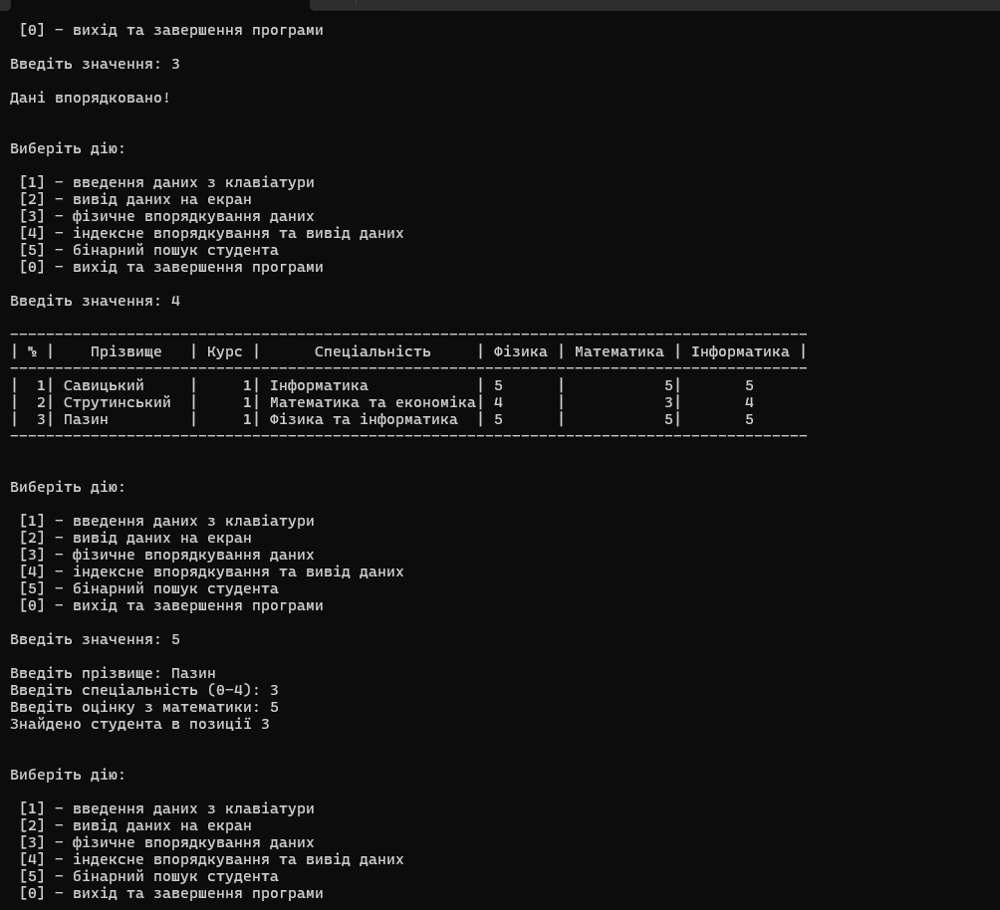 [0] - вихід та завершення програми
Введіть значення: 3
Дані впорядковано!
Виберіть дію:
[1] - введення даних з клавіатури
[2] - вивід даних на екран
[3] - фізичне впорядкування даних
[4] - індексне впорядкування та вивід даних
[5] - бінарний пошук студента
[0] - вихід та завершення програми
Введіть значення: 4
-----------------------------------------------------------------------------------------
| № |    Прізвище   | Курс |      Спеціальність     | Фізика | Математика | Інформатика |
-----------------------------------------------------------------------------------------
|  1| Савицький     |     1| Інформатика            | 5      |           5|       5
|  2| Струтинський  |     1| Математика та економіка| 4      |           3|       4
|  3| Пазин         |     1| Фізика та інформатика  | 5      |           5|       5
-----------------------------------------------------------------------------------------
Виберіть дію:
[1] - введення даних з клавіатури
[2] - вивід даних на екран
[3] - фізичне впорядкування даних
[4] - індексне впорядкування та вивід даних
[5] - бінарний пошук студента
[0] - вихід та завершення програми
Введіть значення: 5
Введіть прізвище: Пазин
Введіть спеціальність (0-4): 3
Введіть оцінку з математики: 5
Знайдено студента в позиції 3
Виберіть дію:
[1] - введення даних з клавіатури
[2] - вивід даних на екран
[3] - фізичне впорядкування даних
[4] - індексне впорядкування та вивід даних
[5] - бінарний пошук студента
[0] - вихід та завершення програми